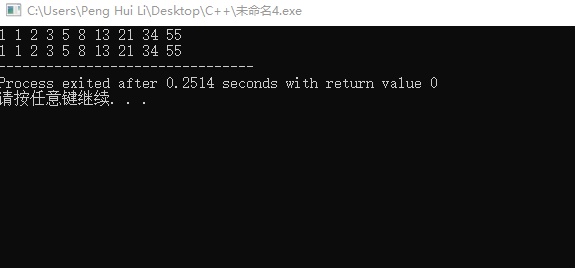 C:\Users\Peng Hui Li\Desktop\C++\未命名4.exe
1 1 2 3 5 8 13 21 34 55
1 1 2 3 5 8 13 21 34 55
--------------------------------
Process exited after 0.2514 seconds with return value 0
请按任意键继续. . .